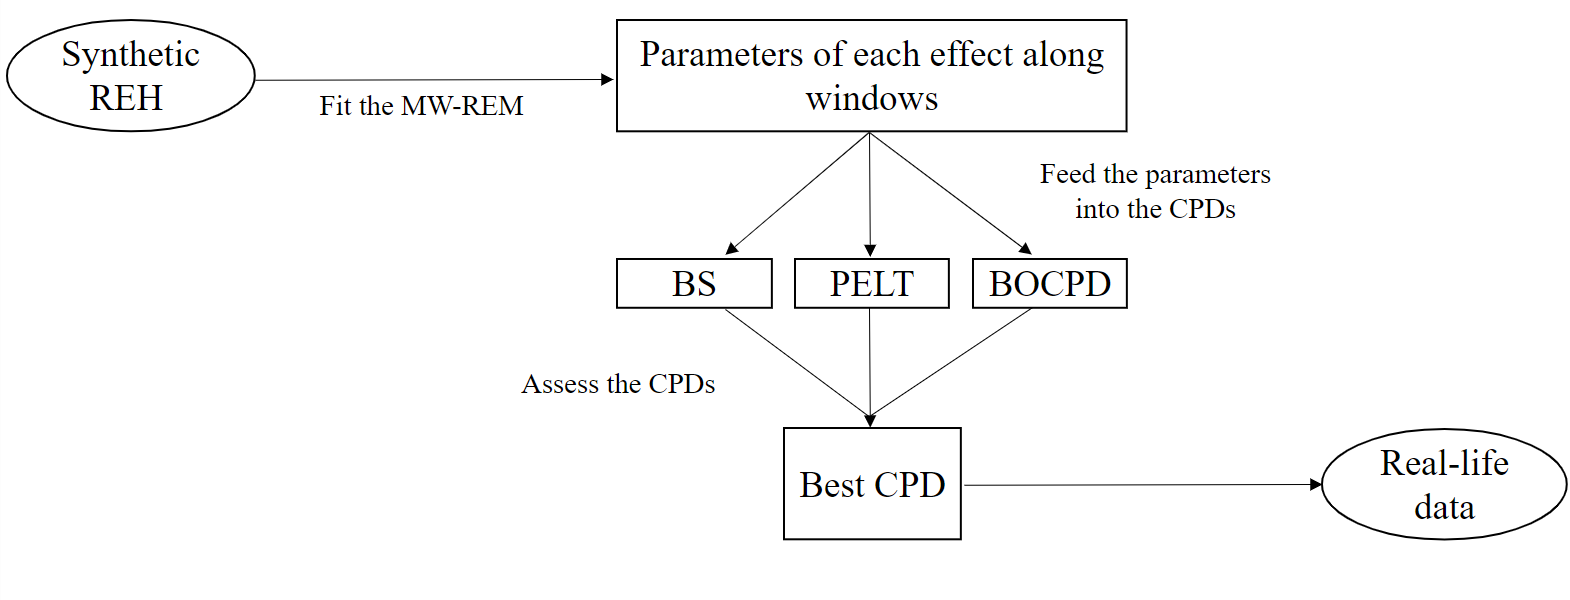 Synthetic
REH
Fit the MW-REM
Parameters of each effect along
windows
Feed the parameters
into the CPDs
BS
PELT
BOCPD
Assess the CPDs
Best CPD
Real-life
data